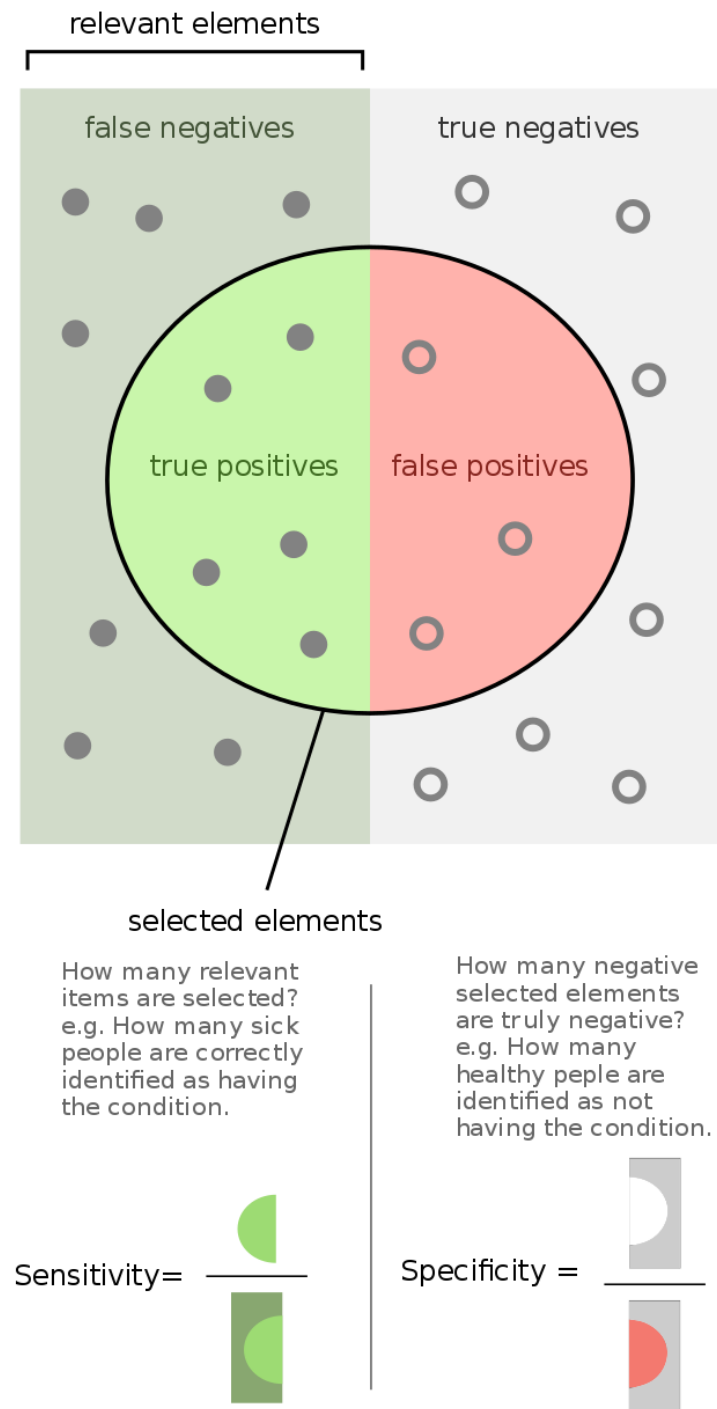 relevant elements
false negatives
true negatives
true positives
false positives
selected elements
How many relevant
items are selected?
e.g. How many sick
people are correctly
identified as having
the condition.
How many negative
selected elements
are truly negative?
e.g. How many
healthy peple are
identified as not
having the condition.
Sensitivity=
Specificity =